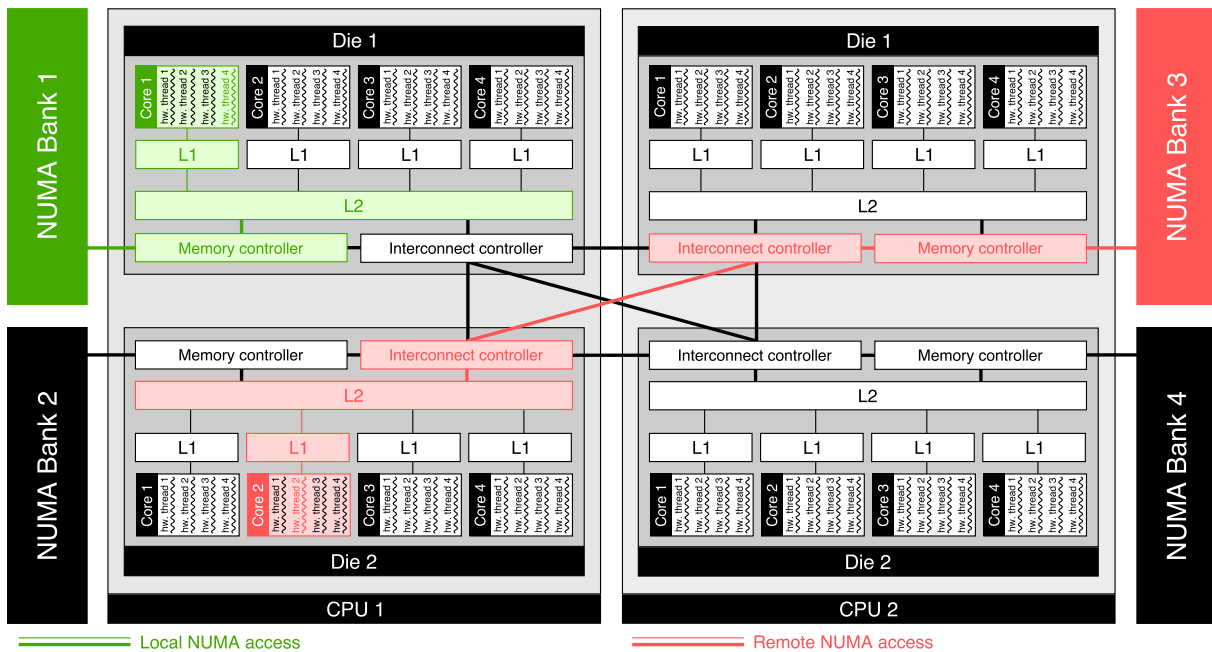 NUMA Bank 1
Die 1
Core 1
hw. thread 1
hw. thread 2
hw. thread 3
hw. thread 4
Core 2
hw. thread 1
hw. thread 2
hw. thread 3
hw. thread 4
Core 3
hw. thread 1
hw. thread 2
hw. thread 3
hw. thread 4
Core 4
hw. thread 1
hw. thread 2
hw. thread 3
hw. thread 4
L1
L1
L1
L1
L2
Memory controller
Interconnect controller
Die 1
Core 1
hw. thread 1
hw. thread 2
hw. thread 3
hw. thread 4
Core 2
hw. thread 1
hw. thread 2
hw. thread 3
hw. thread 4
Core 3
hw. thread 1
hw. thread 2
hw. thread 3
hw. thread 4
Core 4
hw. thread 1
hw. thread 2
hw. thread 3
hw. thread 4
L1
L1
L1
L1
L2
Interconnect controller
Memory controller
NUMA Bank 3
NUMA Bank 2
Memory controller
Interconnect controller
L2
L1
L1
L1
L1
Core 1
hw. thread 1
hw. thread 2
hw. thread 3
hw. thread 4
Core 2
hw. thread 1
hw. thread 2
hw. thread 3
hw. thread 4
Core 3
hw. thread 1
hw. thread 2
hw. thread 3
hw. thread 4
Core 4
hw. thread 1
hw. thread 2
hw. thread 3
hw. thread 4
Die 2
CPU 1
Interconnect controller
Memory controller
L2
L1
L1
L1
L1
Core 1
hw. thread 1
hw. thread 2
hw. thread 3
hw. thread 4
Core 2
hw. thread 1
hw. thread 2
hw. thread 3
hw. thread 4
Core 3
hw. thread 1
hw. thread 2
hw. thread 3
hw. thread 4
Core 4
hw. thread 1
hw. thread 2
hw. thread 3
hw. thread 4
Die 2
CPU 2
NUMA Bank 4
Local NUMA access
Remote NUMA access